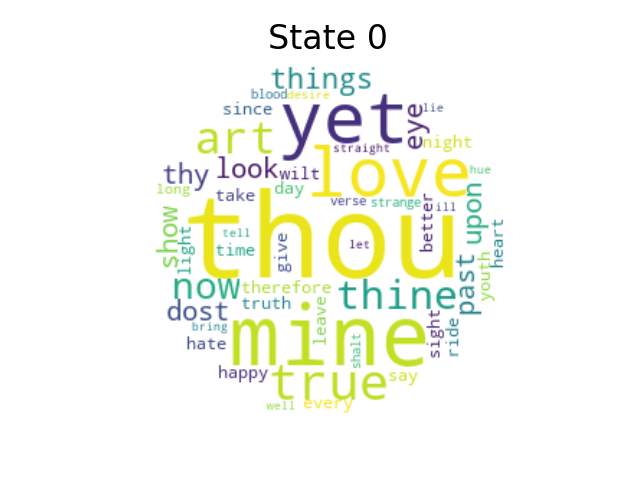 State 0
things
blood desire
since yet eye lie
art straight night
thy look wilt love hue
long take day verse strange better ill upon
show light tell time thou give let heart
now therefore thine past youth
dost truth leave
bring mine sight ride
hate shalt
happy true say
well every